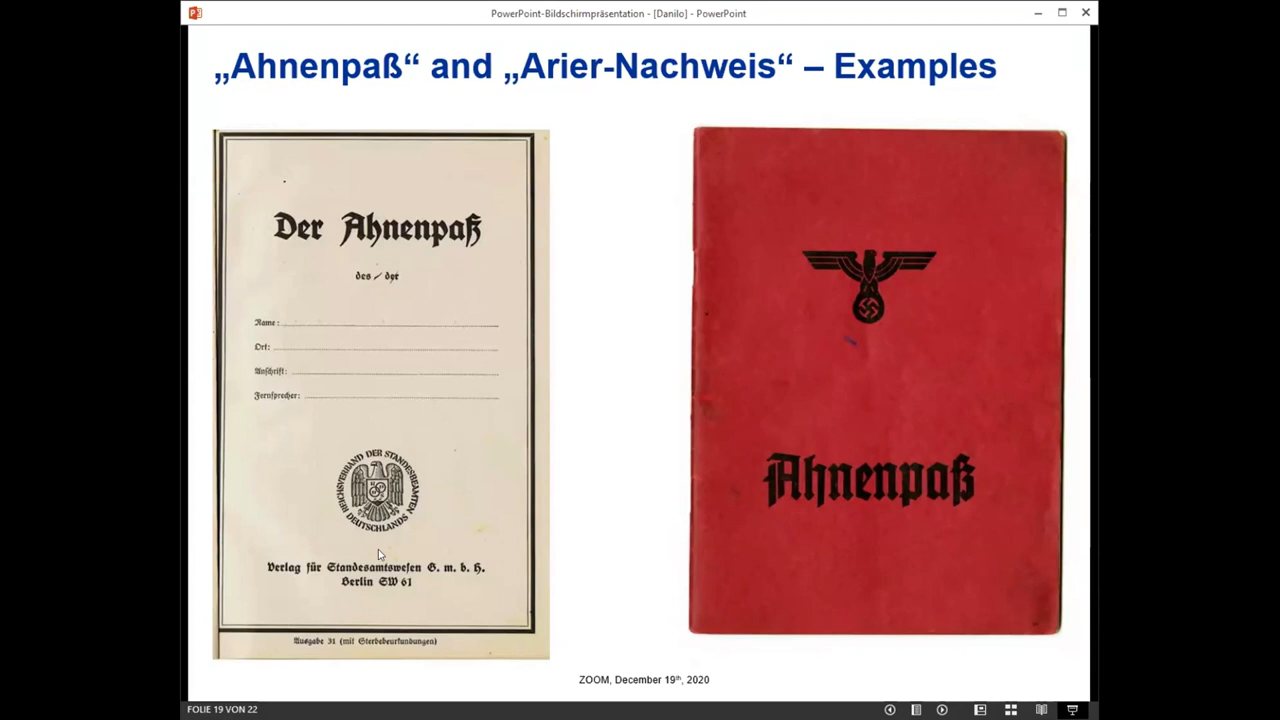 PowerPoint-Bildschirmpräsentation - [Danilo] - PowerPoint
„Ahnenpaß“ and „Arier-Nachweis“ – Examples
Der Ahnenpaß
des / der
Name:
Ort:
Anschrift:
Fernsprecher:
REICHSVERBAND DER STANDESBEAMTEN DEUTSCHLANDS
Verlag für Standesamtswesen G. m. b. H.
Berlin SW 61
Ausgabe 31 (mit Sterbebeurkundungen)
Ahnenpaß
ZOOM, December 19th, 2020
FOLIE 19 VON 22